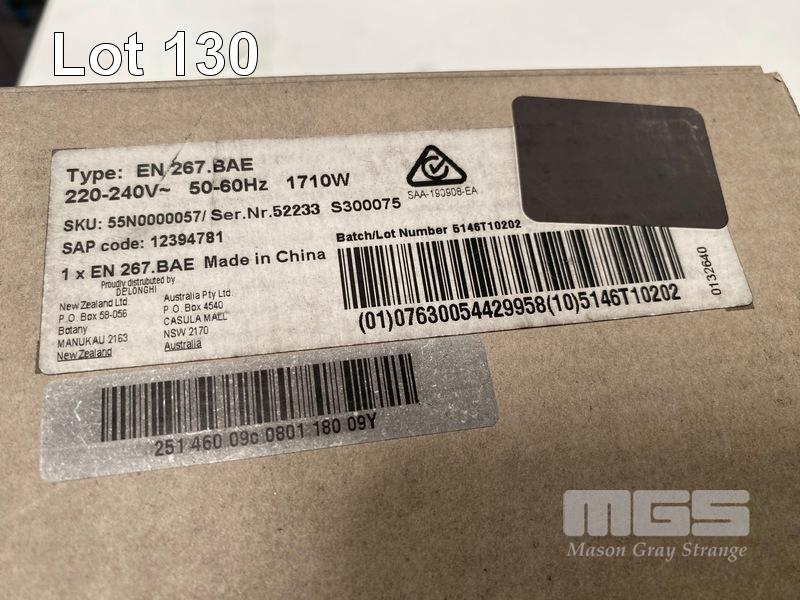 Lot 130
Type: EN 267.BAE
220-240V~ 50-60Hz 1710W
SAA-190908-EA
SKU: 55N0000057/ Ser.Nr.52233 S300075
SAP code: 12394781
Batch/Lot Number 5146T10202
1 x EN 267.BAE Made in China
Proudly distributed by
DELONGHI
New Zealand Ltd.
P.O. Box 58-056
Botany
MANUKAU 2163
New Zealand
Australia Pty Ltd.
P.O. Box 4540
CASULA MALL
NSW 2170
Australia
(01)07630054429958(10)5146T10202
0132640
251 460 09c 0801 180 09Y
MGS
Mason Gray Strange